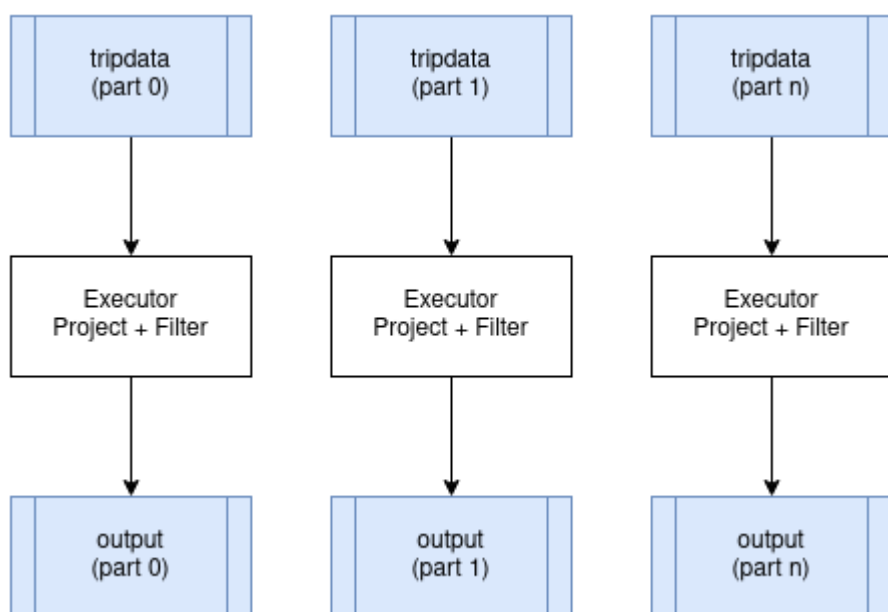 tripdata
(part 0)
tripdata
(part 1)
tripdata
(part n)
Executor
Project + Filter
Executor
Project + Filter
Executor
Project + Filter
output
(part 0)
output
(part 1)
output
(part n)